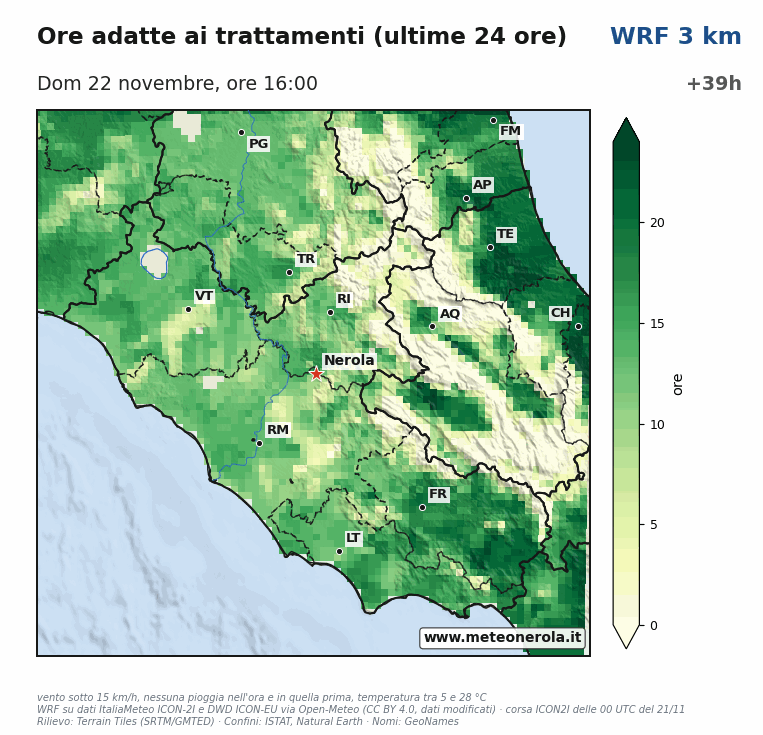 Ore adatte ai trattamenti (ultime 24 ore) WRF 3 km
Dom 22 novembre, ore 16:00 +39h
FM
PG
AP
TE
TR
VT
RI
AQ
CH
Nerola
RM
FR
LT
www.meteonerola.it
20
15
10
5
0
ore
vento sotto 15 km/h, nessuna pioggia nell'ora e in quella prima, temperatura tra 5 e 28 °C
WRF su dati ItaliaMeteo ICON-2I e DWD ICON-EU via Open-Meteo (CC BY 4.0, dati modificati) · corsa ICON2I delle 00 UTC del 21/11
Rilievo: Terrain Tiles (SRTM/GMTED) · Confini: ISTAT, Natural Earth · Nomi: GeoNames